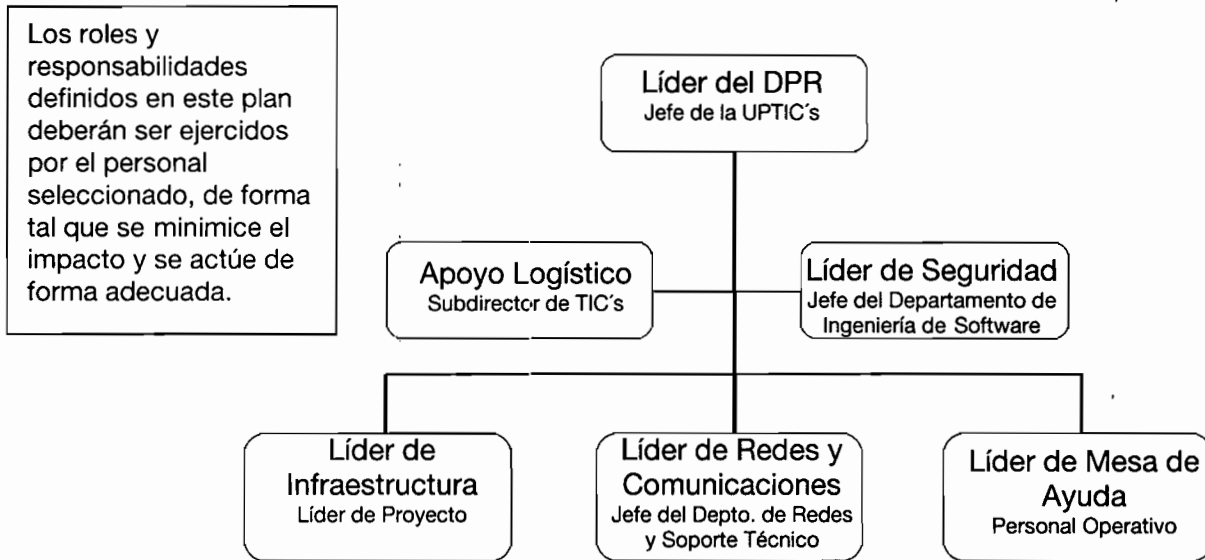 Los roles y
responsabilidades
definidos en este plan
deberán ser ejercidos
por el personal
seleccionado, de forma
tal que se minimice el
impacto y se actúe de
forma adecuada.
Líder del DPR
Jefe de la UPTIC´s
Apoyo Logístico
Subdirector de TIC´s
Líder de Seguridad
Jefe del Departamento de
Ingeniería de Software
Líder de
Infraestructura
Líder de Proyecto
Líder de Redes y
Comunicaciones
Jefe del Depto. de Redes
y Soporte Técnico
Líder de Mesa de
Ayuda
Personal Operativo